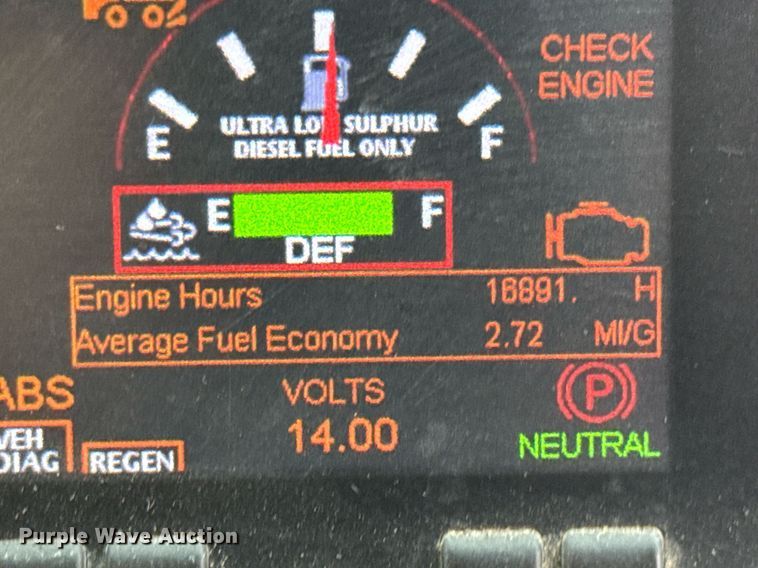 CHECK
ENGINE
ULTRA LOW SULPHUR
DIESEL FUEL ONLY
E
F
E
F
DEF
Engine Hours 16891. H
Average Fuel Economy 2.72 MI/G
ABS
VOLTS
P
14.00
NEUTRAL
VEH
DIAG
REGEN
Purple Wave Auction